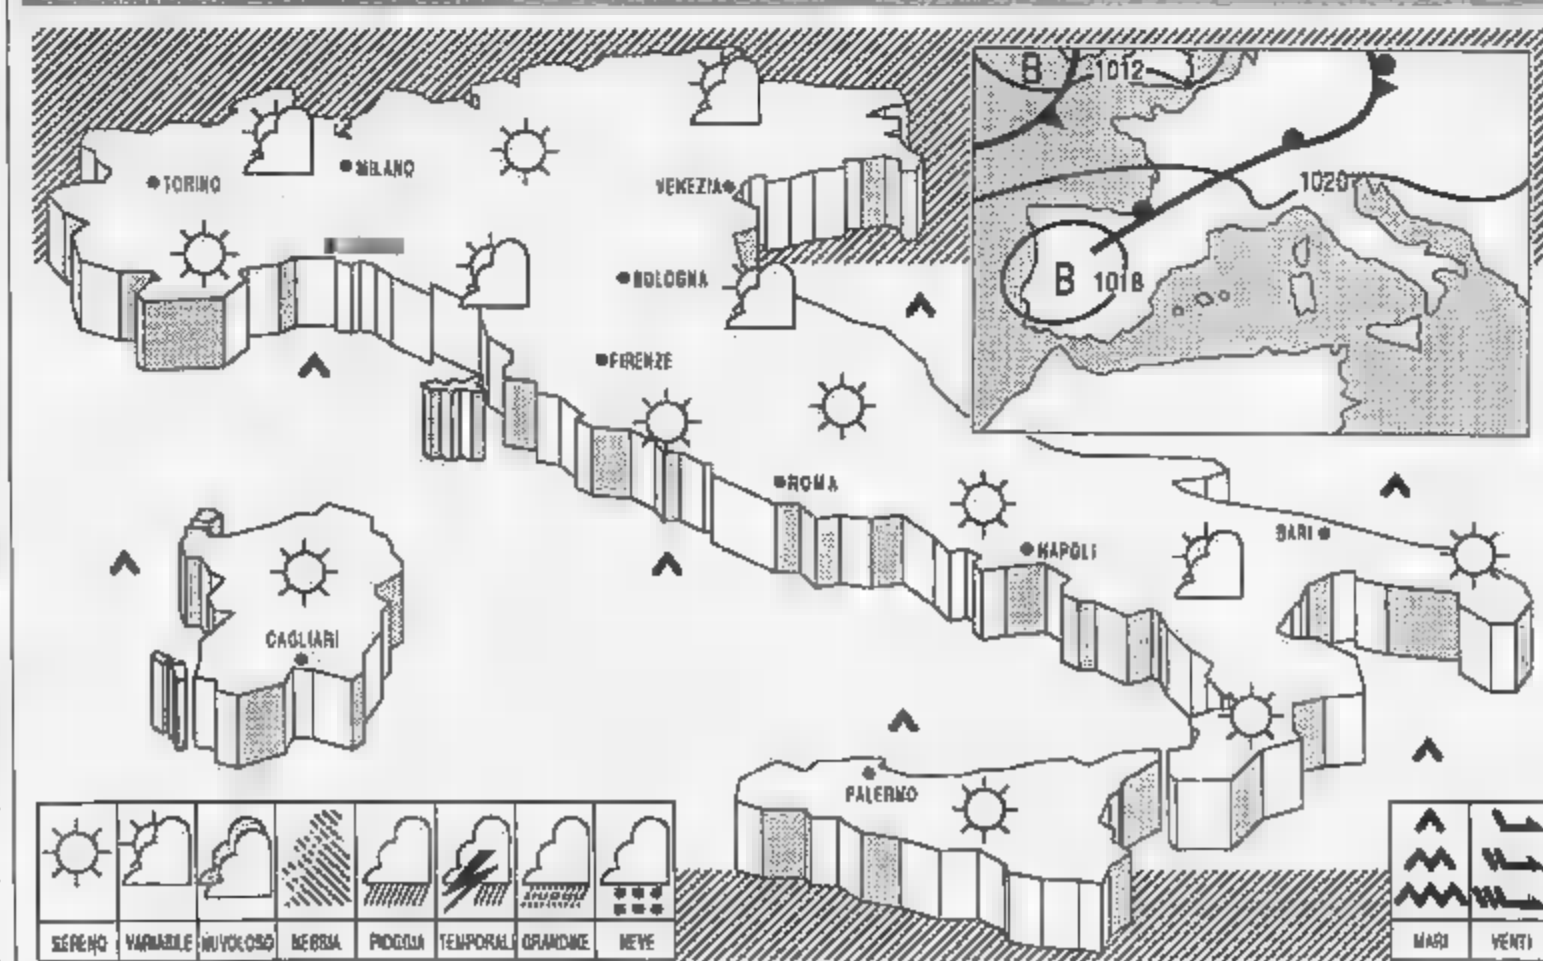 B
1012
TORINO
MILANO
VENEZIA
1020
BOLOGNA
B 1018
FIRENZE
ROMA
BARI
NAPOLI
CAGLIARI
PALERMO
SERENO VARIABILE NUVOLOSO NEBBIA PIOGGIA TEMPORALE GRANDINE NEVE
MARI VENTI